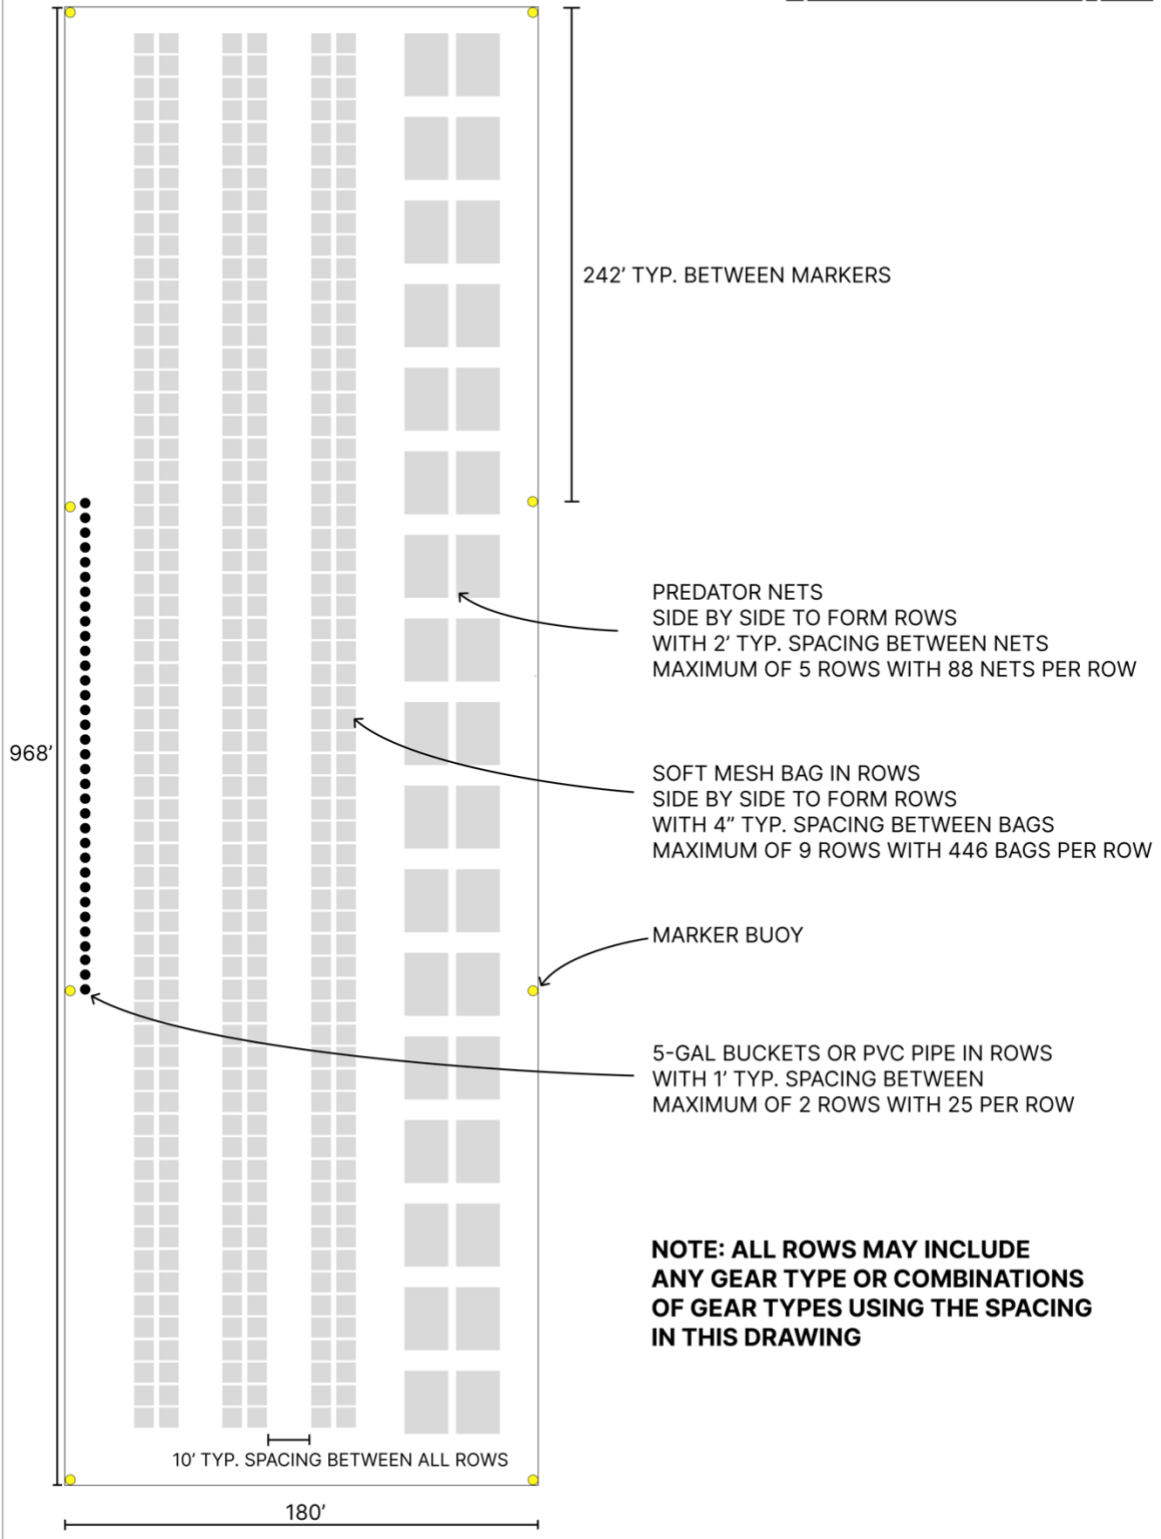 242’ TYP. BETWEEN MARKERS
PREDATOR NETS
SIDE BY SIDE TO FORM ROWS
WITH 2’ TYP. SPACING BETWEEN NETS
MAXIMUM OF 5 ROWS WITH 88 NETS PER ROW
968’
SOFT MESH BAG IN ROWS
SIDE BY SIDE TO FORM ROWS
WITH 4” TYP. SPACING BETWEEN BAGS
MAXIMUM OF 9 ROWS WITH 446 BAGS PER ROW
MARKER BUOY
5-GAL BUCKETS OR PVC PIPE IN ROWS
WITH 1’ TYP. SPACING BETWEEN
MAXIMUM OF 2 ROWS WITH 25 PER ROW
NOTE: ALL ROWS MAY INCLUDE
ANY GEAR TYPE OR COMBINATIONS
OF GEAR TYPES USING THE SPACING
IN THIS DRAWING
10’ TYP. SPACING BETWEEN ALL ROWS
180’